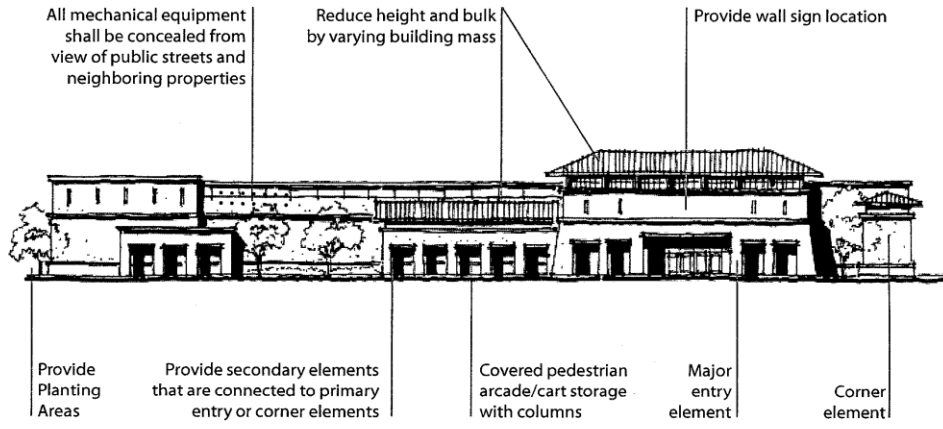 All mechanical equipment
shall be concealed from
view of public streets and
neighboring properties
Reduce height and bulk
by varying building mass
Provide wall sign location
Provide
Planting
Areas
Provide secondary elements
that are connected to primary
entry or corner elements
Covered pedestrian
arcade/cart storage
with columns
Major
entry
element
Corner
element